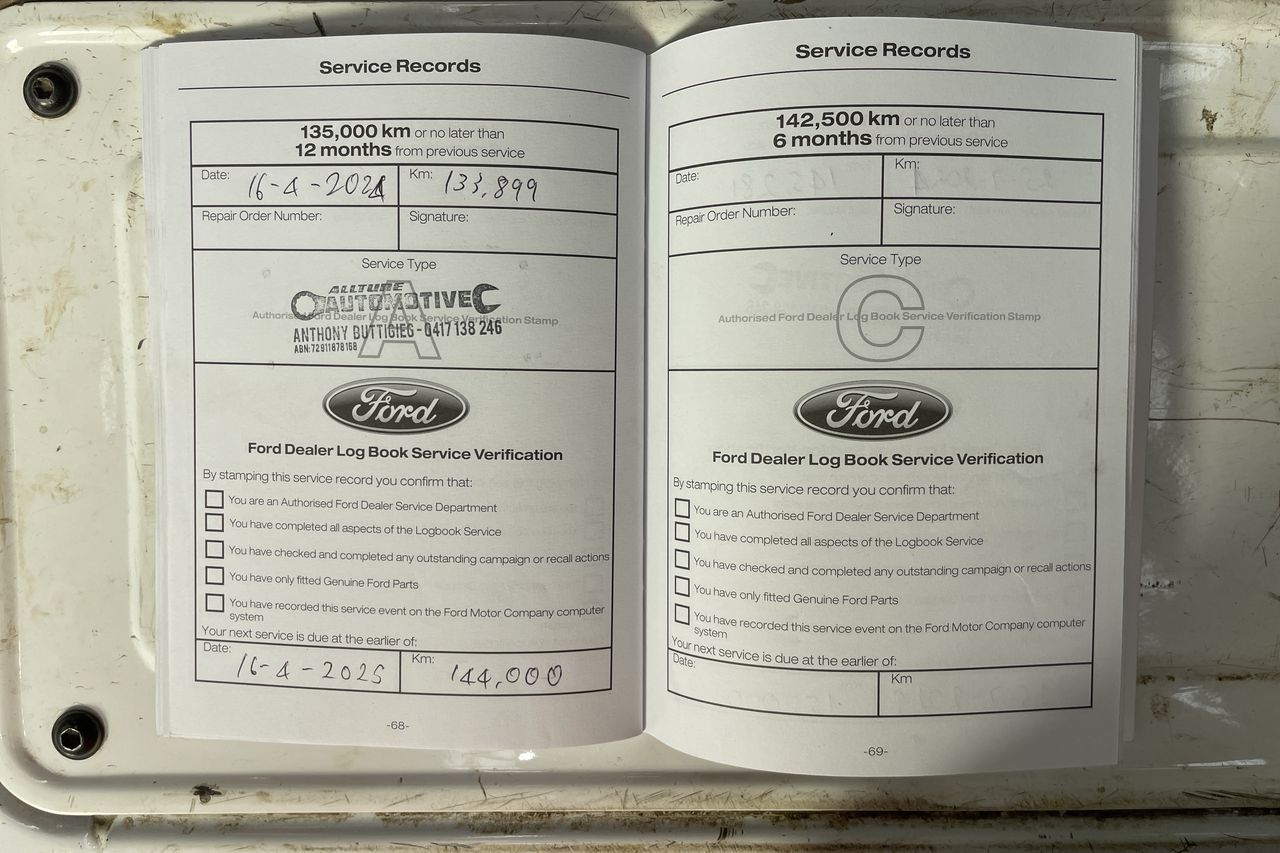 Service Records
135,000 km or no later than
12 months from previous service
Date: 16-4-2024 Km: 133,899
Repair Order Number: Signature:
Service Type
A
ALLTUNE
AUTOMOTIVE
Authorised Ford Dealer Log Book Service Verification Stamp
ANTHONY BUTTIGIEG - 0417 138 246
ABN:72911878168
Ford
Ford Dealer Log Book Service Verification
By stamping this service record you confirm that:
You are an Authorised Ford Dealer Service Department
You have completed all aspects of the Logbook Service
You have checked and completed any outstanding campaign or recall actions
You have only fitted Genuine Ford Parts
You have recorded this service event on the Ford Motor Company computer
system
Your next service is due at the earlier of:
Date: 16-4-2025 Km: 144,000
-68-
Service Records
142,500 km or no later than
6 months from previous service
Date: Km:
Repair Order Number: Signature:
Service Type
C
Authorised Ford Dealer Log Book Service Verification Stamp
Ford
Ford Dealer Log Book Service Verification
By stamping this service record you confirm that:
You are an Authorised Ford Dealer Service Department
You have completed all aspects of the Logbook Service
You have checked and completed any outstanding campaign or recall actions
You have only fitted Genuine Ford Parts
You have recorded this service event on the Ford Motor Company computer
system
Your next service is due at the earlier of:
Date: Km
-69-